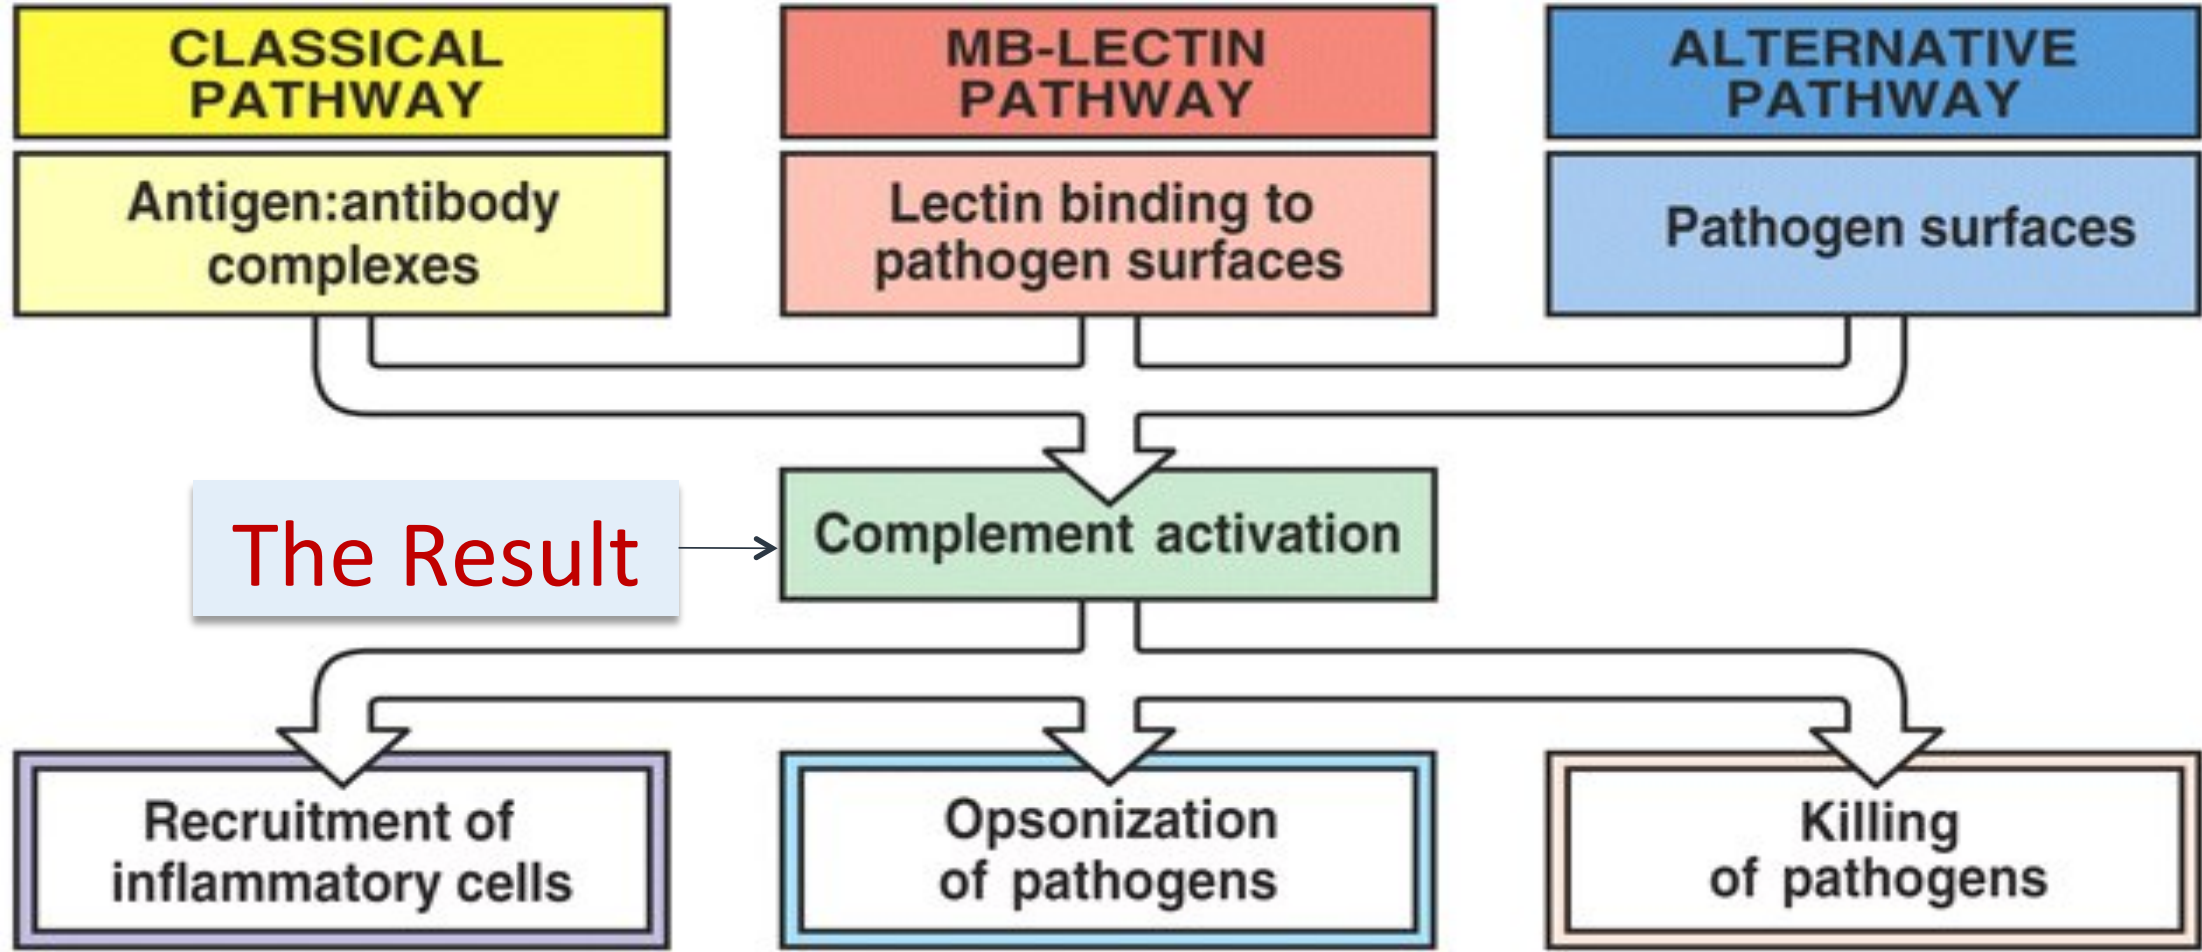 CLASSICAL
PATHWAY
MB-LECTIN
PATHWAY
ALTERNATIVE
PATHWAY
Antigen:antibody
complexes
Lectin binding to
pathogen surfaces
Pathogen surfaces
The Result
Complement activation
Recruitment of
inflammatory cells
Opsonization
of pathogens
Killing
of pathogens